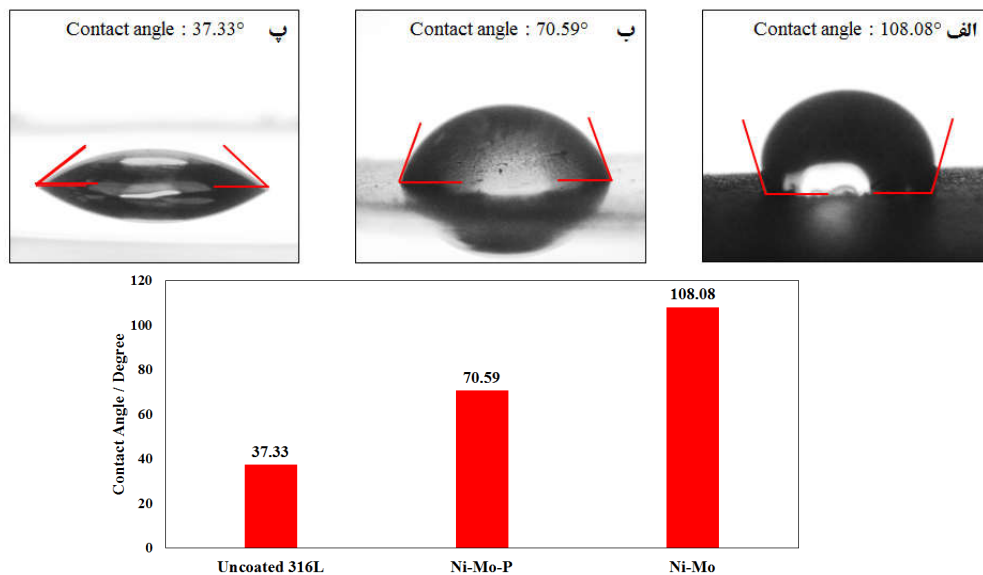 Contact angle : 37.33° پ
Contact angle : 70.59° ب
Contact angle : 108.08° الف
120
100
80
60
40
20
0
Contact Angle / Degree
37.33
70.59
108.08
Uncoated 316L
Ni-Mo-P
Ni-Mo